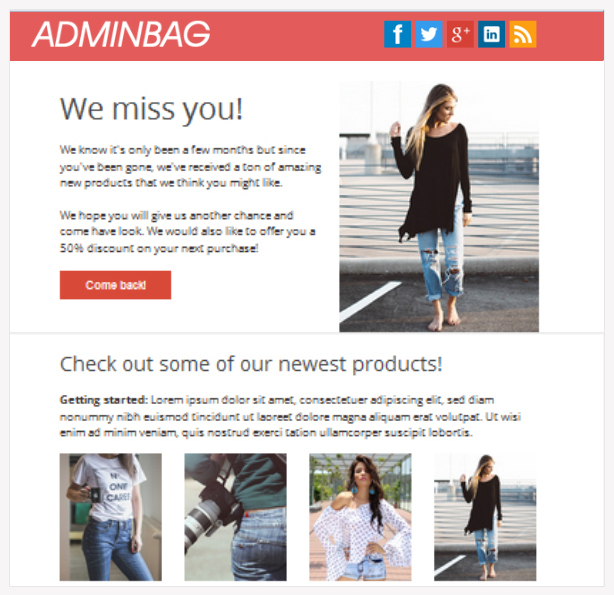 ADMINBAG
We miss you!
We know it's only been a few months but since
you've been gone, we've received a ton of amazing
new products that we think you might like.
We hope you will give us another chance and
come have look. We would also like to offer you a
50% discount on your next purchase!
Come back!
Check out some of our newest products!
Getting started: Lorem ipsum dolor sit amet, consectetuer adipiscing elit, sed diam
nonummy nibh euismod tincidunt ut laoreet dolore magna aliquam erat volutpat. Ut wisi
enim ad minim veniam, quis nostrud exerci tation ullamcorper suscipit lobortis.
ONE
CARES